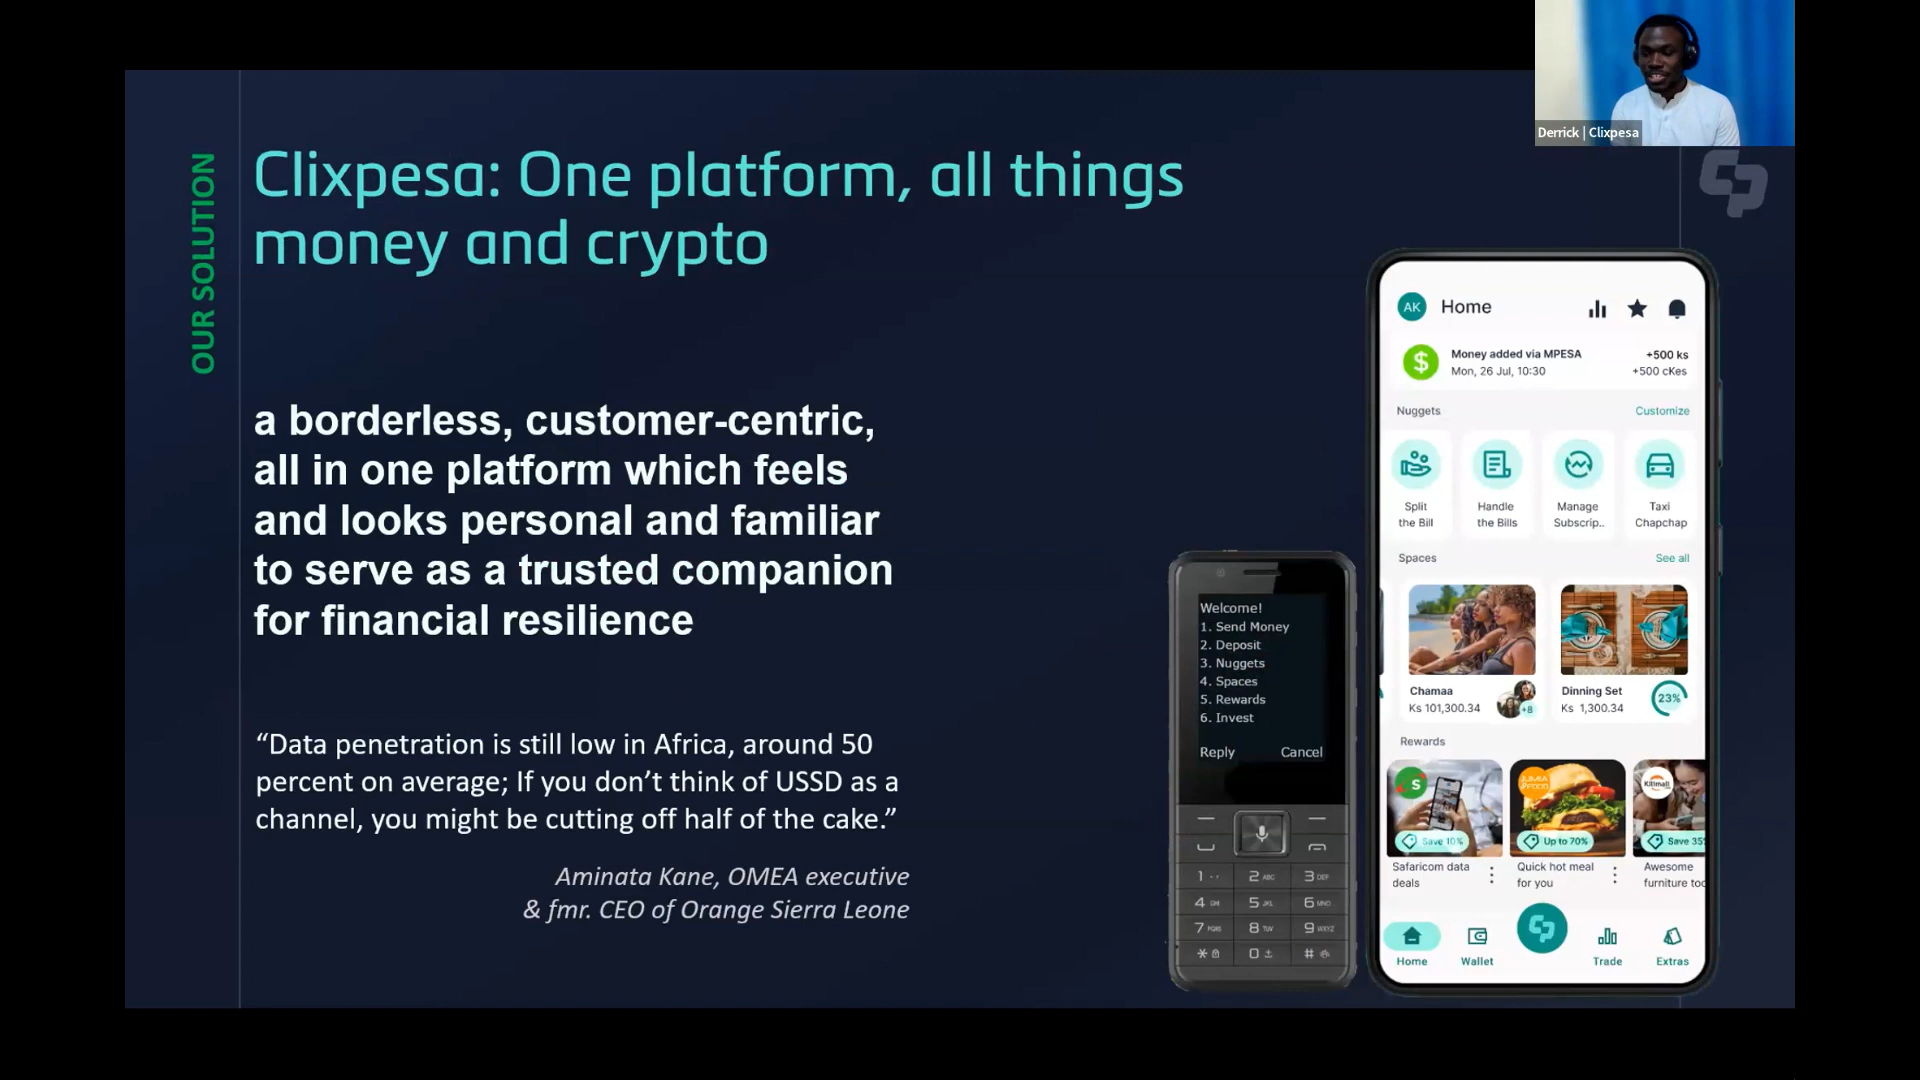 Derrick | Clixpesa
OUR SOLUTION
Clixpesa: One platform, all things
money and crypto
a borderless, customer-centric,
all in one platform which feels
and looks personal and familiar
to serve as a trusted companion
for financial resilience
“Data penetration is still low in Africa, around 50
percent on average; If you don’t think of USSD as a
channel, you might be cutting off half of the cake.”
Aminata Kane, OMEA executive
& fmr. CEO of Orange Sierra Leone
Welcome!
1. Send Money
2. Deposit
3. Nuggets
4. Spaces
5. Rewards
6. Invest
Reply Cancel
1
2 ABC 3 DEF
4 5 JKL 6 MNO
7 PQRS 8 TUV 9 WXYZ
* 0 #
AK Home
Money added via MPESA +500 ks
Mon, 26 Jul, 10:30 +500 cKes
Nuggets Customize
Split Handle Manage Taxi
the Bill the Bills Subscrip.. Chapchap
Spaces See all
Chamaa Dinning Set
Ks 101,300.34 +8 Ks 1,300.34 23%
Rewards
S JUMIA FOOD Kilimall
Save 10% Up to 70% Save 35
Safaricom data Quick hot meal Awesome
deals for you furniture too
Home Wallet Trade Extras